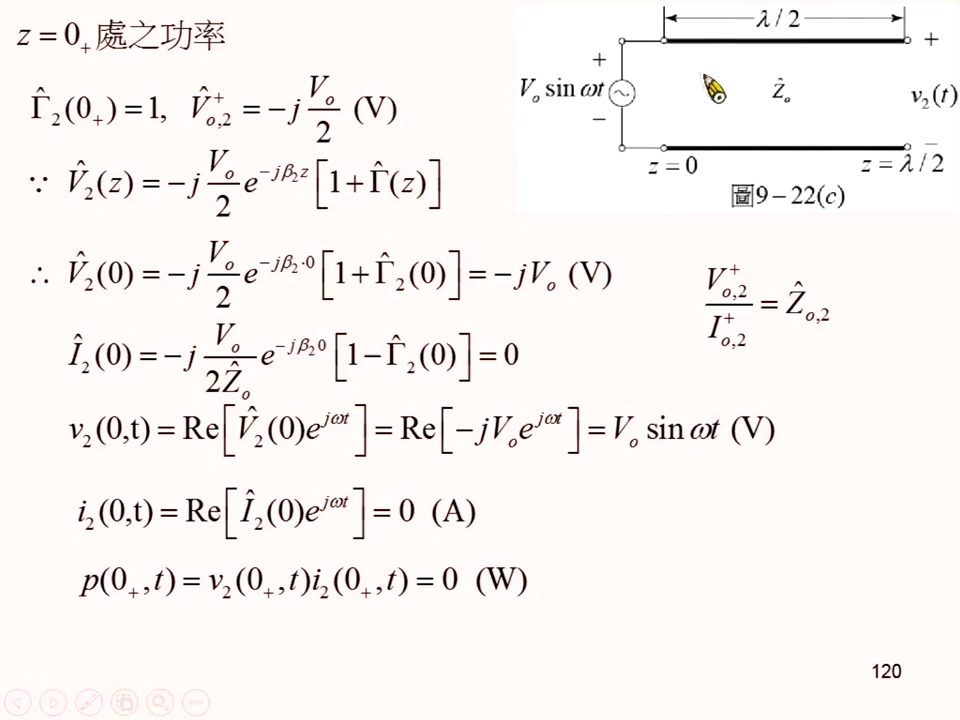 z = 0₊ 處之功率
Γ̂₂(0₊) = 1, V̂⁺ₒ,₂ = −j Vₒ/2 (V)
∵ V̂₂(z) = −j Vₒ/2 e^(−jβ₂z) [1 + Γ̂(z)]
∴ V̂₂(0) = −j Vₒ/2 e^(−jβ₂·0) [1 + Γ̂₂(0)] = −jVₒ (V)
Î₂(0) = −j Vₒ/2Ẑₒ e^(−jβ₂0) [1 − Γ̂₂(0)] = 0
v₂(0,t) = Re[V̂₂(0)e^(jωt)] = Re[−jVₒe^(jωt)] = Vₒ sin ωt (V)
i₂(0,t) = Re[Î₂(0)e^(jωt)] = 0 (A)
p(0₊,t) = v₂(0₊,t)i₂(0₊,t) = 0 (W)
λ/2
+
+
Vₒ sin ωt
Ẑₒ
v₂(t)
−
−
z = 0
z = λ/2
圖9−22(c)
V⁺ₒ,₂/I⁺ₒ,₂ = Ẑₒ,₂
120